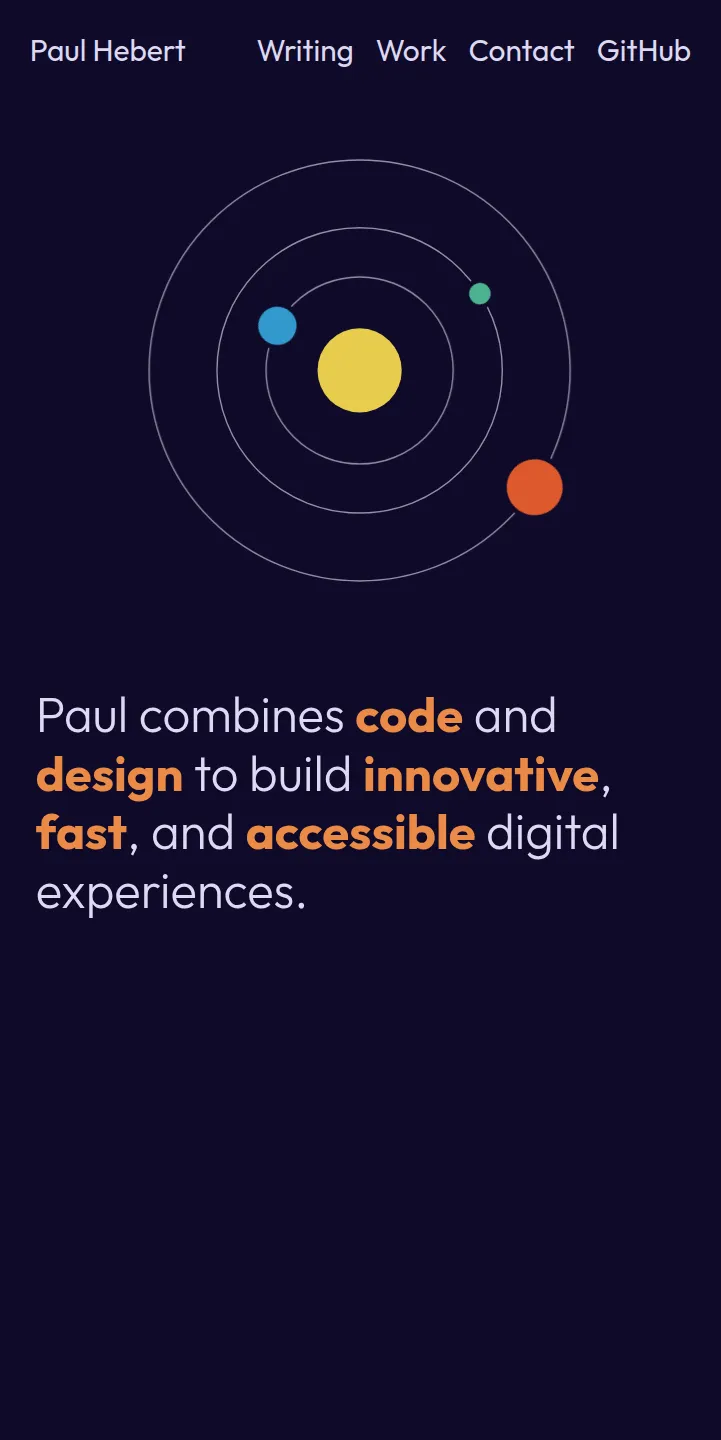 Paul Hebert Writing Work Contact GitHub
Paul combines code and
design to build innovative,
fast, and accessible digital
experiences.